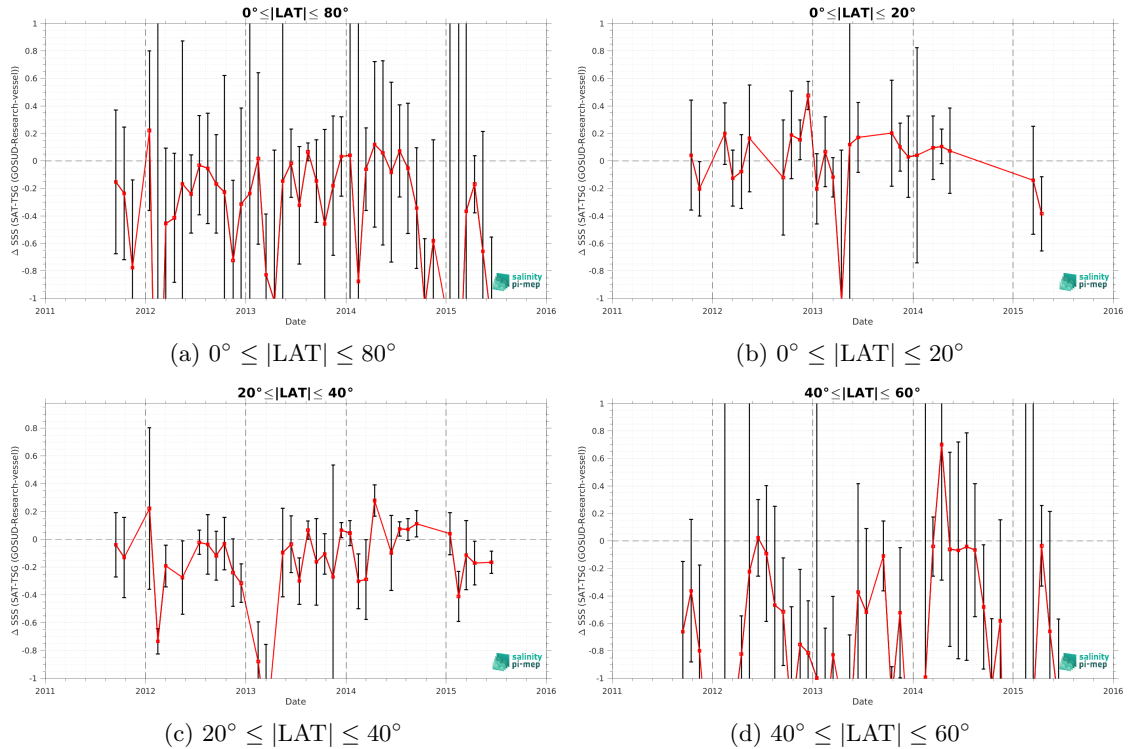 0°≤|LAT|≤ 80°
Δ SSS (SAT-TSG (GOSUD-Research-vessel))
1
0.8
0.6
0.4
0.2
0
-0.2
-0.4
-0.6
-0.8
-1
2011 2012 2013 2014 2015 2016
Date
salinity
pi-mep
(a) 0° ≤ |LAT| ≤ 80°
0°≤|LAT|≤ 20°
Δ SSS (SAT-TSG (GOSUD-Research-vessel))
1
0.8
0.6
0.4
0.2
0
-0.2
-0.4
-0.6
-0.8
-1
2011 2012 2013 2014 2015 2016
Date
salinity
pi-mep
(b) 0° ≤ |LAT| ≤ 20°
20°≤|LAT|≤ 40°
Δ SSS (SAT-TSG (GOSUD-Research-vessel))
0.8
0.6
0.4
0.2
0
-0.2
-0.4
-0.6
-0.8
-1
2011 2012 2013 2014 2015 2016
Date
salinity
pi-mep
(c) 20° ≤ |LAT| ≤ 40°
40°≤|LAT|≤ 60°
Δ SSS (SAT-TSG (GOSUD-Research-vessel))
1
0.8
0.6
0.4
0.2
0
-0.2
-0.4
-0.6
-0.8
-1
2011 2012 2013 2014 2015 2016
Date
salinity
pi-mep
(d) 40° ≤ |LAT| ≤ 60°